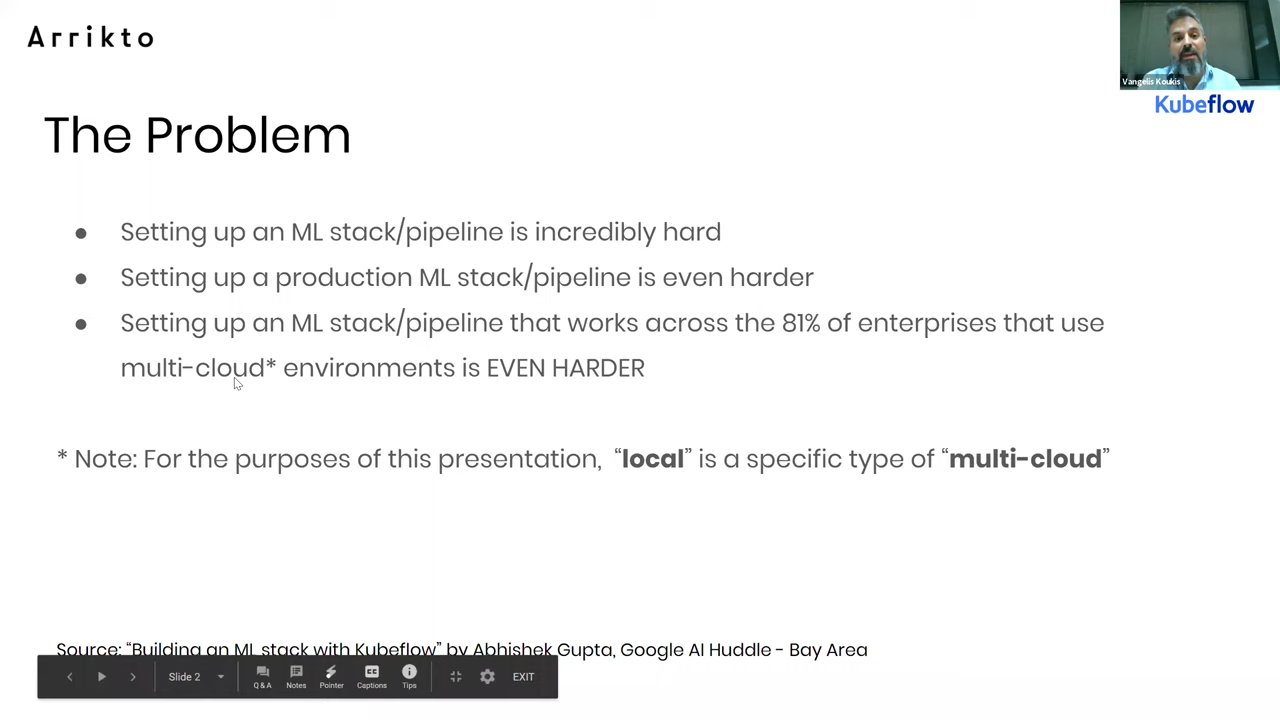 Arrikto
Vangelis Koukis
Kubeflow
The Problem
● Setting up an ML stack/pipeline is incredibly hard
● Setting up a production ML stack/pipeline is even harder
● Setting up an ML stack/pipeline that works across the 81% of enterprises that use
multi-cloud* environments is EVEN HARDER
* Note: For the purposes of this presentation, “local” is a specific type of “multi-cloud”
Source: “Building an ML stack with Kubeflow” by Abhishek Gupta, Google AI Huddle - Bay Area
Slide 2
Q & A
Notes
Pointer
Captions
Tips
EXIT